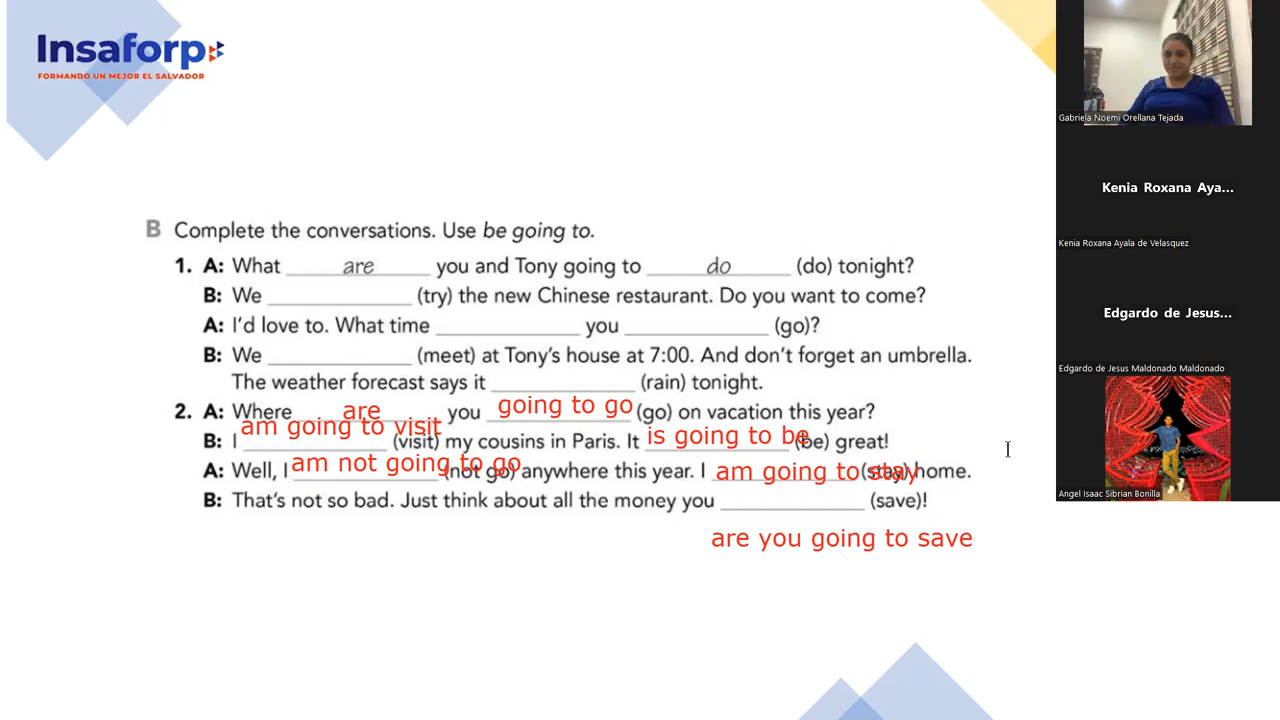 Insaforp
FORMANDO UN MEJOR EL SALVADOR
B Complete the conversations. Use be going to.
1. A: What are you and Tony going to do (do) tonight?
B: We ____________ (try) the new Chinese restaurant. Do you want to come?
A: I'd love to. What time ____________ you ____________ (go)?
B: We ____________ (meet) at Tony's house at 7:00. And don't forget an umbrella.
The weather forecast says it ____________ (rain) tonight.
2. A: Where are you going to go (go) on vacation this year?
B: I am going to visit (visit) my cousins in Paris. It is going to be (be) great!
A: Well, I am not going to go (not go) anywhere this year. I am going to stay (stay) home.
B: That's not so bad. Just think about all the money you ____________ (save)!
are you going to save
Gabriela Noemi Orellana Tejada
Kenia Roxana Aya...
Kenia Roxana Ayala de Velasquez
Edgardo de Jesus...
Edgardo de Jesus Maldonado Maldonado
Angel Isaac Sibrian Bonilla